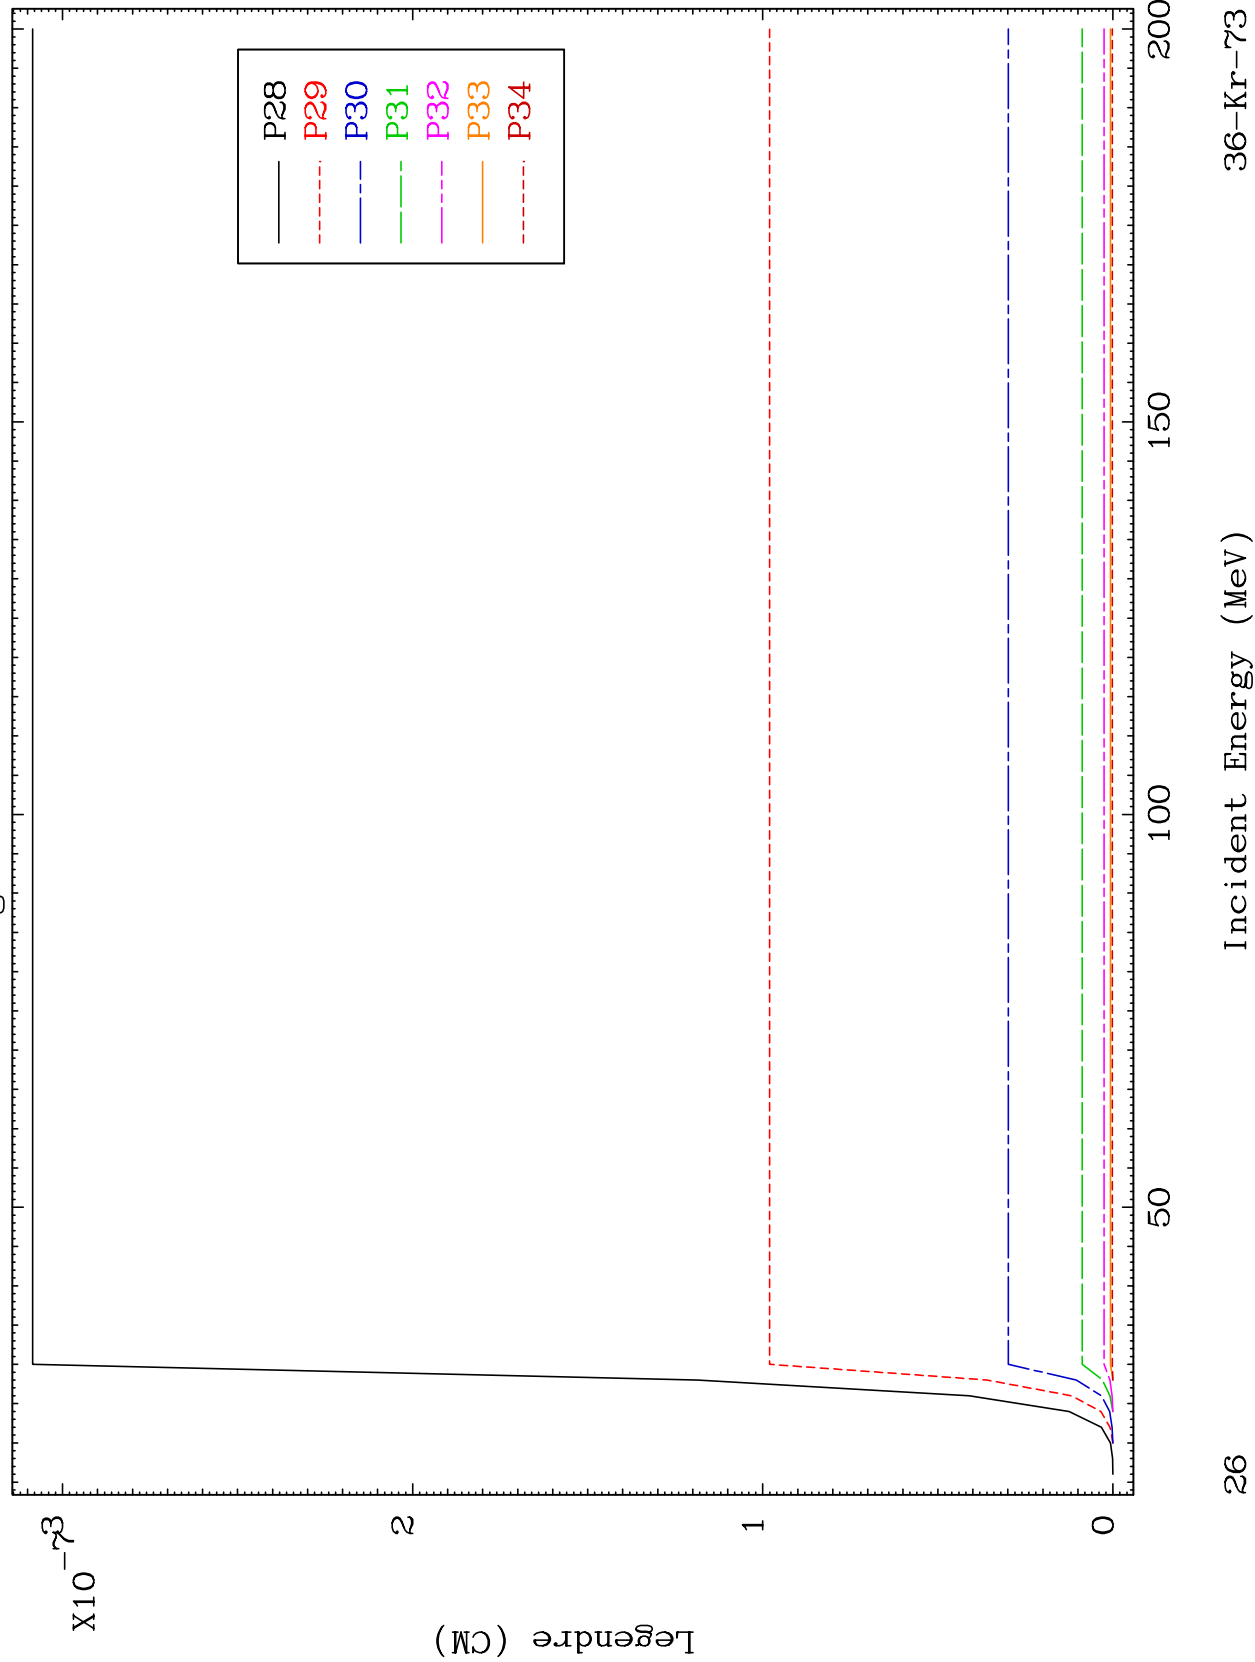 X10⁻⁷
3
2
1
0
Legendre (CM)
P28
P29
P30
P31
P32
P33
P34
50
100
150
200
Incident Energy (MeV)
26
36-Kr-73